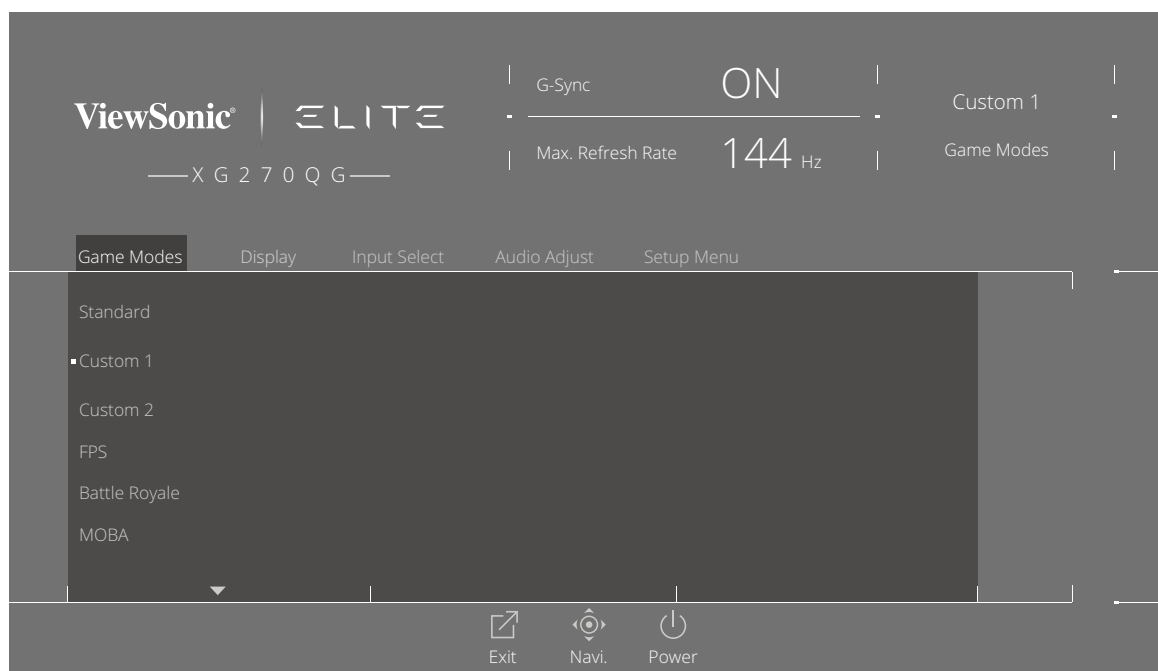 ViewSonic® | ELITE
XG270QG
G-Sync ON
Max. Refresh Rate 144 Hz
Custom 1
Game Modes
Game Modes Display Input Select Audio Adjust Setup Menu
Standard
Custom 1
Custom 2
FPS
Battle Royale
MOBA
Exit Navi. Power